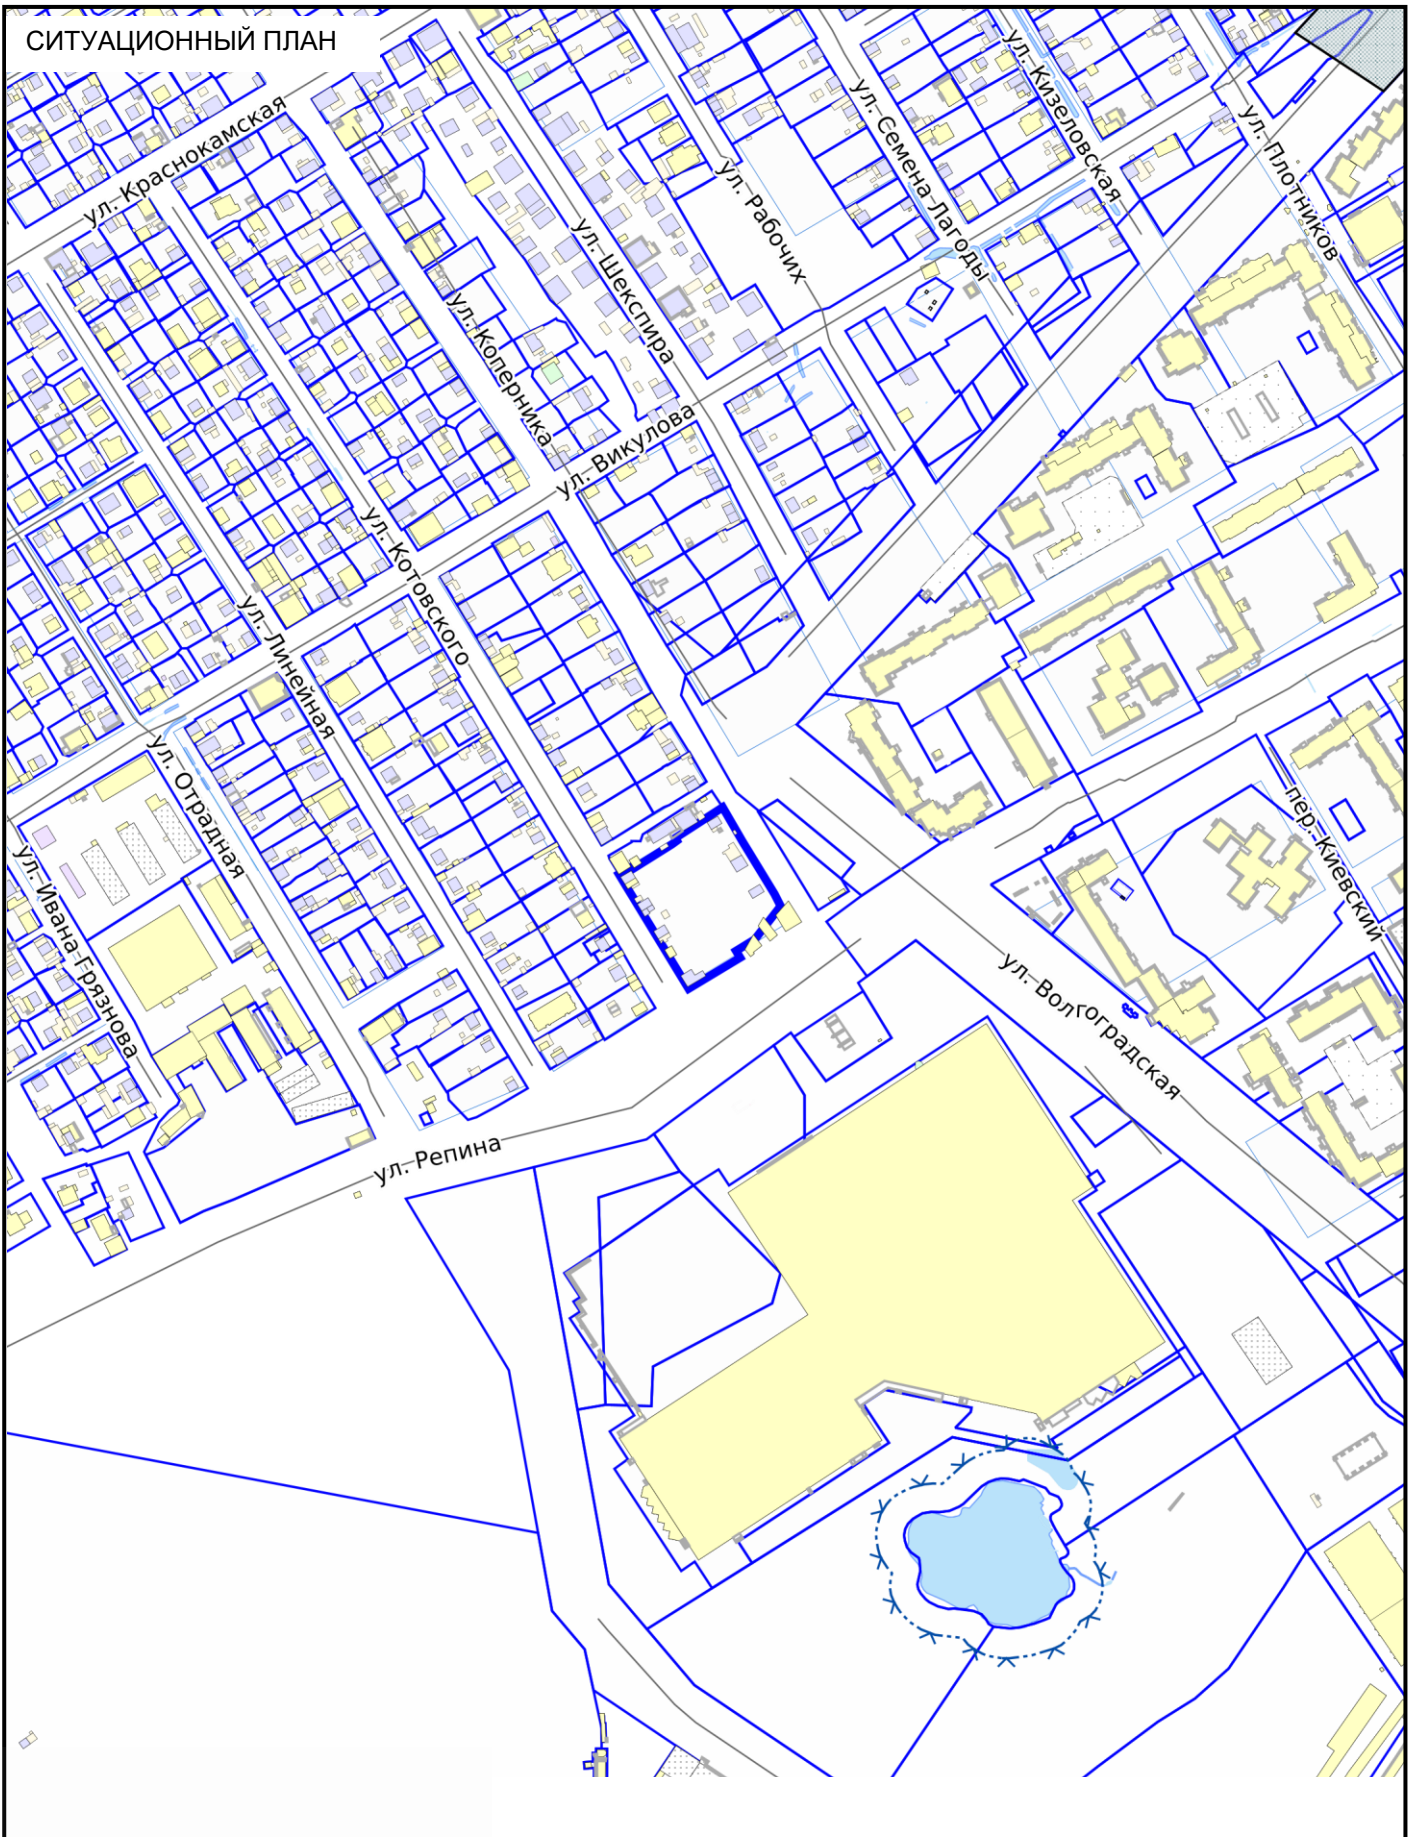 СИТУАЦИОННЫЙ ПЛАН
ул. Краснокамская
ул. Кизеловская
ул. Семена Лагоды
ул. Плотников
ул. Рабочих
ул. Шекспира
ул. Коперника
ул. Викулова
ул. Котовского
ул. Линейная
ул. Отрадная
ул. Ивана Грязнова
пер. Киевский
ул. Волгоградская
ул. Репина